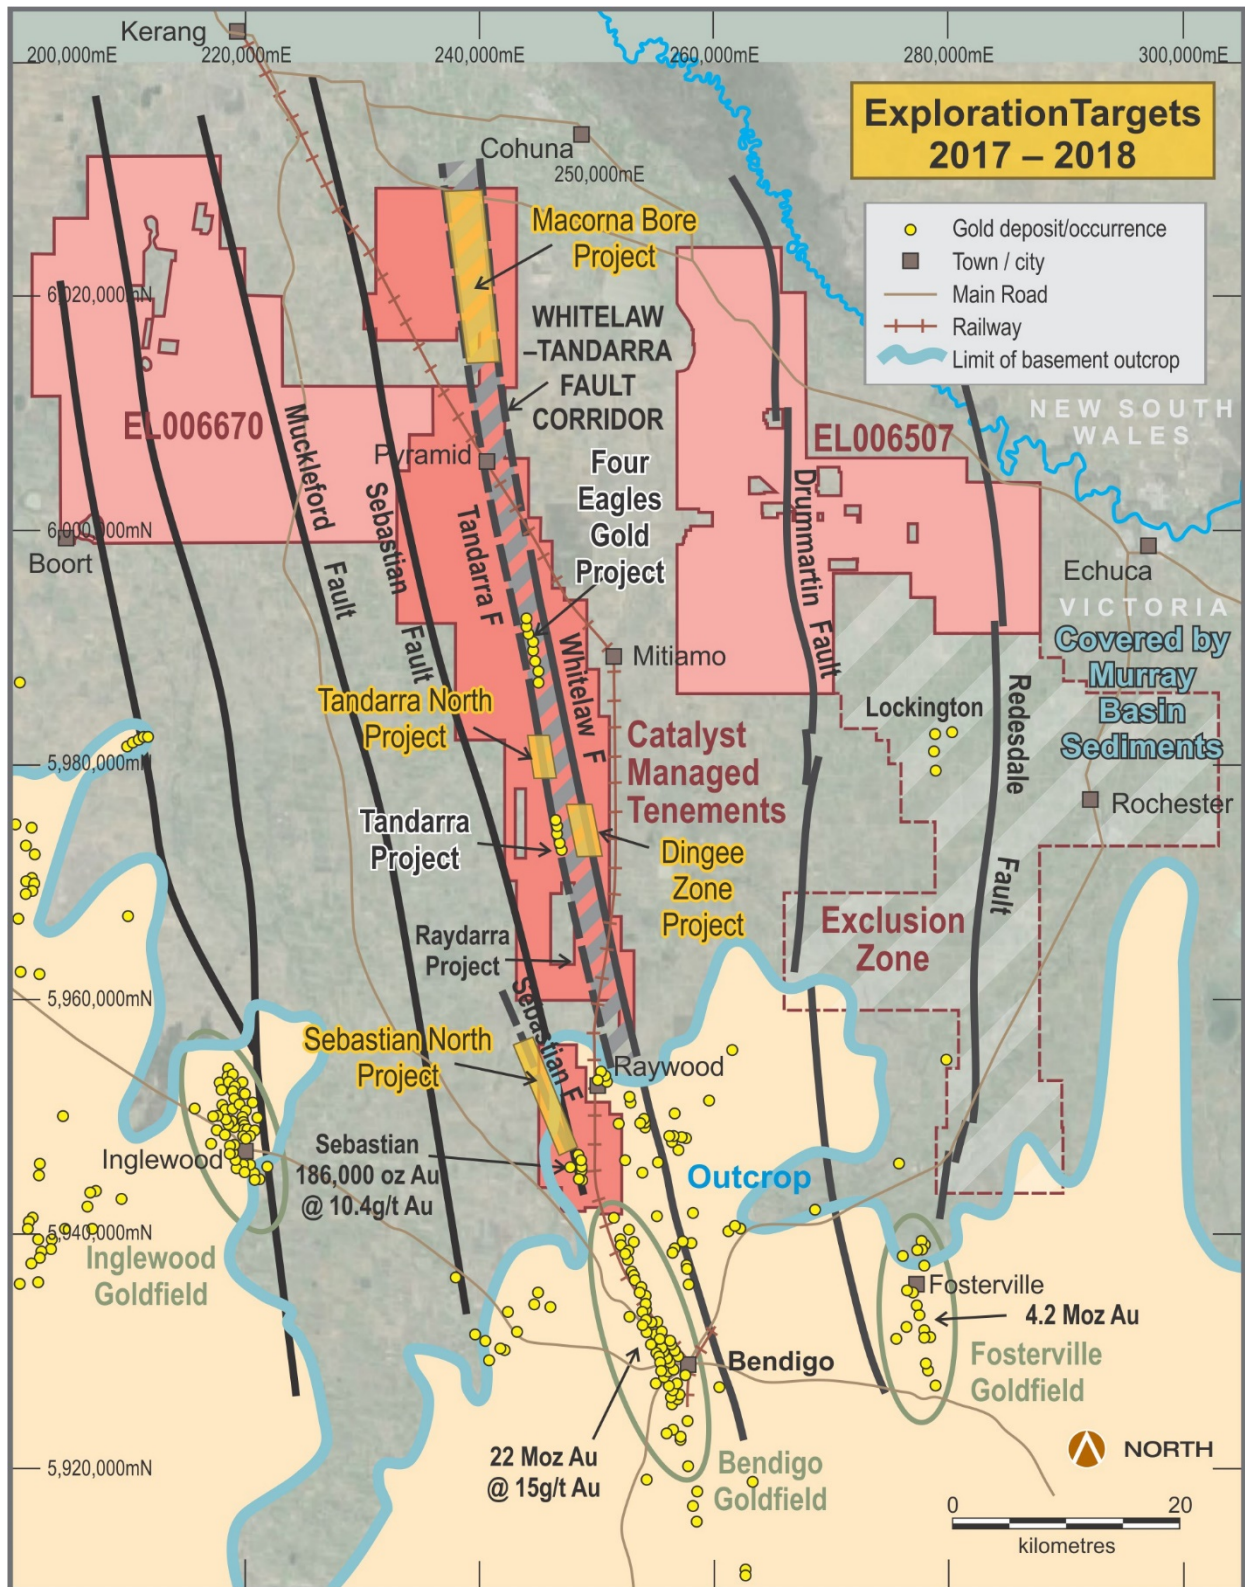 Kerang
200,000mE
220,000mE
240,000mE
260,000mE
280,000mE
300,000mE
ExplorationTargets
2017 – 2018
Cohuna
250,000mE
Gold deposit/occurrence
Town / city
Main Road
Railway
Limit of basement outcrop
Macorna Bore
Project
6,020,000mN
WHITELAW
–TANDARRA
FAULT
CORRIDOR
NEW SOUTH
WALES
EL006670
EL006507
Muckleford
Fault
Pyramid
Sebastian
Fault
Four
Eagles
Gold
Project
Drummartin
Fault
6,000,000mN
Tandarra F
Boort
Echuca
VICTORIA
Covered by
Murray
Basin
Sediments
Whitelaw F
Mitiamo
Redesdale
Fault
Tandarra North
Project
Lockington
Catalyst
Managed
Tenements
5,980,000mN
Rochester
Tandarra
Project
Dingee
Zone
Project
Exclusion
Zone
Raydarra
Project
5,960,000mN
Sebastian F
Sebastian North
Project
Raywood
Inglewood
Sebastian
186,000 oz Au
@ 10.4g/t Au
Outcrop
5,940,000mN
Inglewood
Goldfield
Fosterville
4.2 Moz Au
Fosterville
Goldfield
Bendigo
22 Moz Au
@ 15g/t Au
Bendigo
Goldfield
NORTH
5,920,000mN
0
20
kilometres